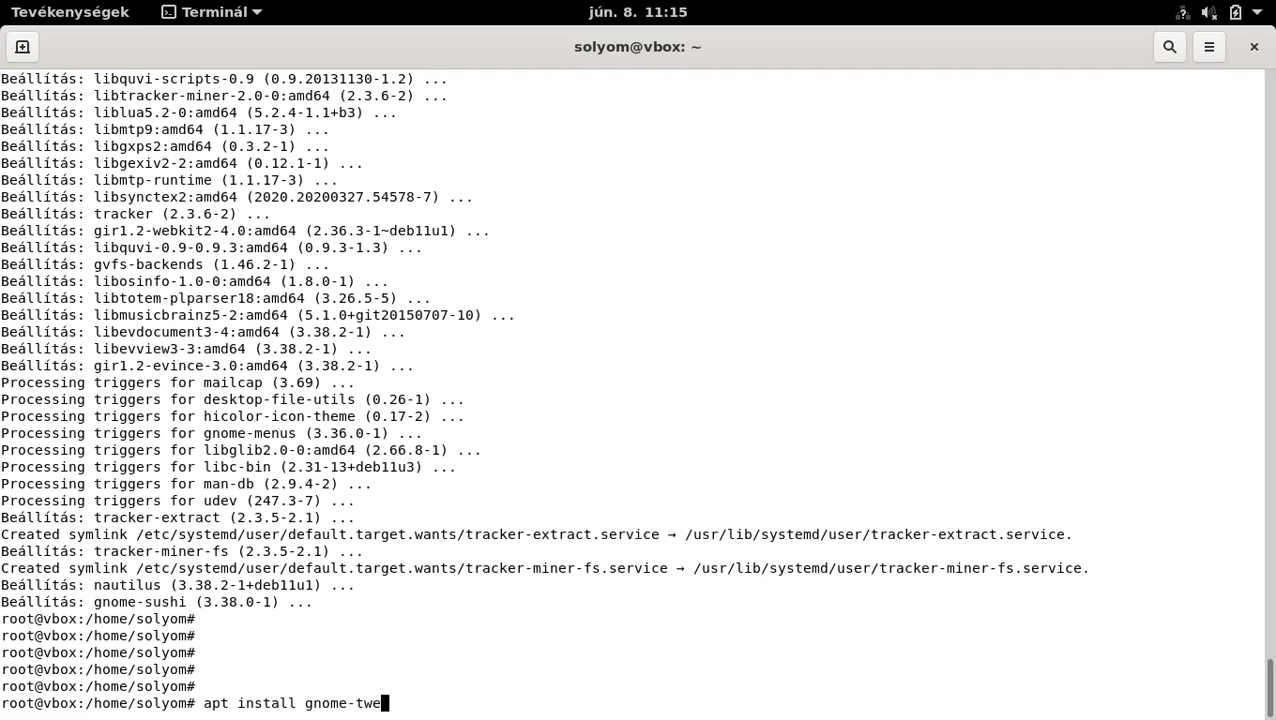 Tevékenységek Terminál jún. 8. 11:15
solyom@vbox: ~
Beállítás: libquvi-scripts-0.9 (0.9.20131130-1.2) ...
Beállítás: libtracker-miner-2.0-0:amd64 (2.3.6-2) ...
Beállítás: liblua5.2-0:amd64 (5.2.4-1.1+b3) ...
Beállítás: libmtp9:amd64 (1.1.17-3) ...
Beállítás: libgxps2:amd64 (0.3.2-1) ...
Beállítás: libgexiv2-2:amd64 (0.12.1-1) ...
Beállítás: libmtp-runtime (1.1.17-3) ...
Beállítás: libsynctex2:amd64 (2020.20200327.54578-7) ...
Beállítás: tracker (2.3.6-2) ...
Beállítás: gir1.2-webkit2-4.0:amd64 (2.36.3-1~deb11u1) ...
Beállítás: libquvi-0.9-0.9.3:amd64 (0.9.3-1.3) ...
Beállítás: gvfs-backends (1.46.2-1) ...
Beállítás: libosinfo-1.0-0:amd64 (1.8.0-1) ...
Beállítás: libtotem-plparser18:amd64 (3.26.5-5) ...
Beállítás: libmusicbrainz5-2:amd64 (5.1.0+git20150707-10) ...
Beállítás: libevdocument3-4:amd64 (3.38.2-1) ...
Beállítás: libevview3-3:amd64 (3.38.2-1) ...
Beállítás: gir1.2-evince-3.0:amd64 (3.38.2-1) ...
Processing triggers for mailcap (3.69) ...
Processing triggers for desktop-file-utils (0.26-1) ...
Processing triggers for hicolor-icon-theme (0.17-2) ...
Processing triggers for gnome-menus (3.36.0-1) ...
Processing triggers for libglib2.0-0:amd64 (2.66.8-1) ...
Processing triggers for libc-bin (2.31-13+deb11u3) ...
Processing triggers for man-db (2.9.4-2) ...
Processing triggers for udev (247.3-7) ...
Beállítás: tracker-extract (2.3.5-2.1) ...
Created symlink /etc/systemd/user/default.target.wants/tracker-extract.service → /usr/lib/systemd/user/tracker-extract.service.
Beállítás: tracker-miner-fs (2.3.5-2.1) ...
Created symlink /etc/systemd/user/default.target.wants/tracker-miner-fs.service → /usr/lib/systemd/user/tracker-miner-fs.service.
Beállítás: nautilus (3.38.2-1+deb11u1) ...
Beállítás: gnome-sushi (3.38.0-1) ...
root@vbox:/home/solyom#
root@vbox:/home/solyom#
root@vbox:/home/solyom#
root@vbox:/home/solyom#
root@vbox:/home/solyom#
root@vbox:/home/solyom# apt install gnome-twe